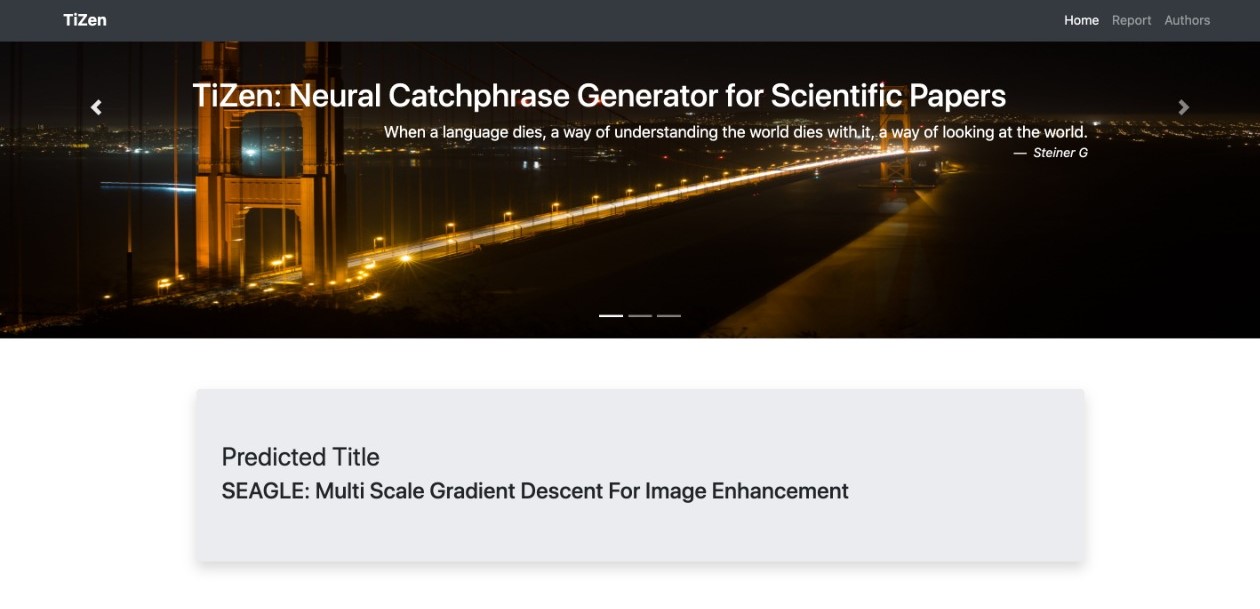 TiZen
Home Report Authors
TiZen: Neural Catchphrase Generator for Scientific Papers
When a language dies, a way of understanding the world dies with it, a way of looking at the world.
— Steiner G
Predicted Title
SEAGLE: Multi Scale Gradient Descent For Image Enhancement